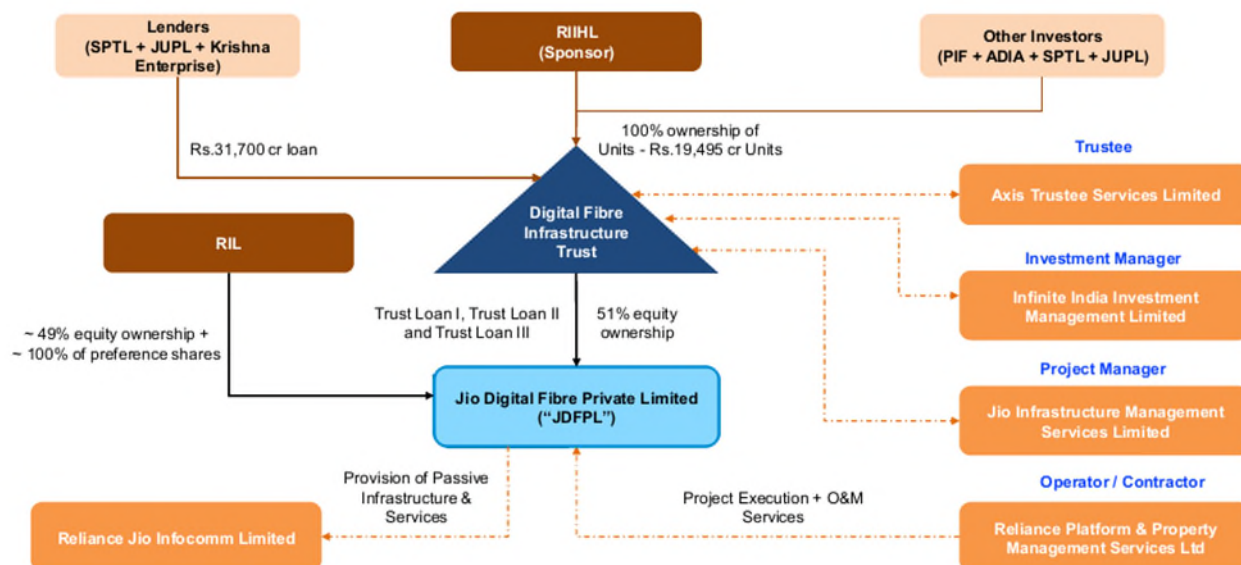 Lenders
(SPTL + JUPL + Krishna
Enterprise)
RIIHL
(Sponsor)
Other Investors
(PIF + ADIA + SPTL + JUPL)
Rs.31,700 cr loan
100% ownership of
Units - Rs.19,495 cr Units
Trustee
Axis Trustee Services Limited
Digital Fibre
Infrastructure
Trust
RIL
Investment Manager
Infinite India Investment
Management Limited
~ 49% equity ownership +
~ 100% of preference shares
Trust Loan I, Trust Loan II
and Trust Loan III
51% equity
ownership
Project Manager
Jio Infrastructure Management
Services Limited
Jio Digital Fibre Private Limited
(“JDFPL”)
Provision of Passive
Infrastructure &
Services
Project Execution + O&M
Services
Operator / Contractor
Reliance Platform & Property
Management Services Ltd
Reliance Jio Infocomm Limited